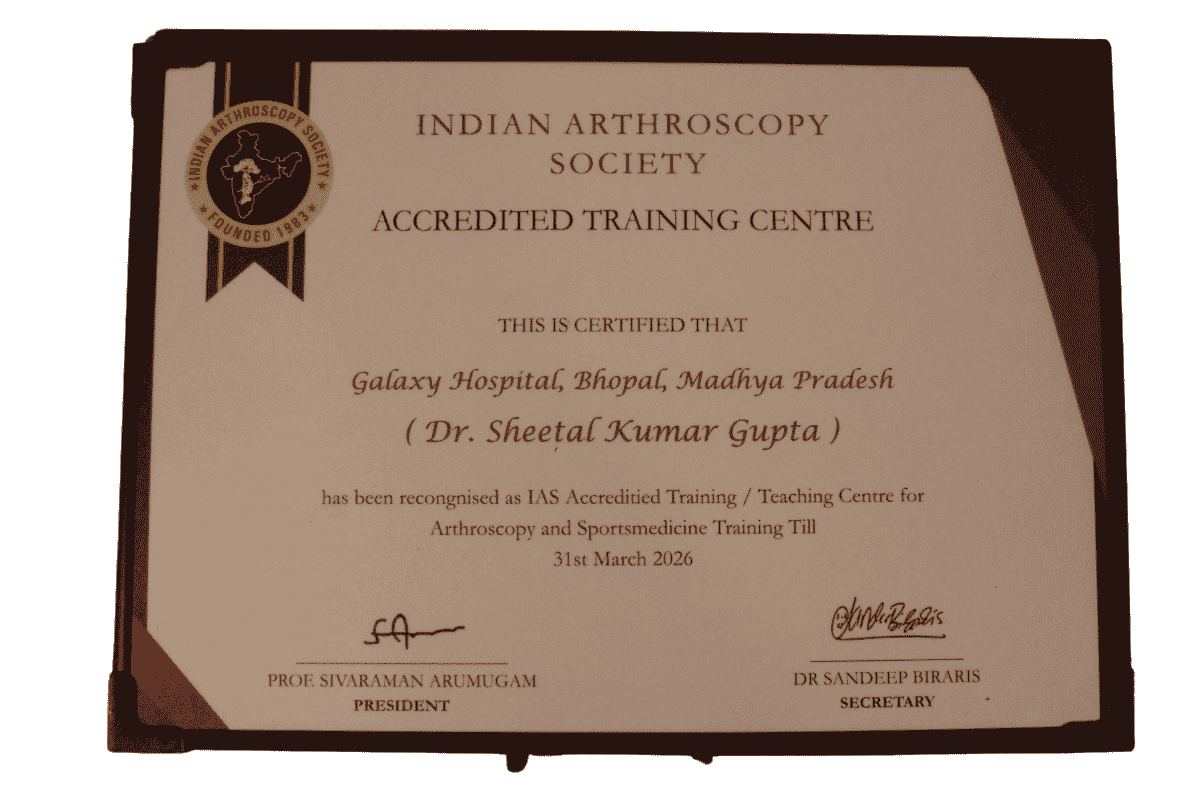 INDIAN ARTHROSCOPY SOCIETY
★ FOUNDED 1983 ★
INDIAN ARTHROSCOPY
SOCIETY
ACCREDITED TRAINING CENTRE
THIS IS CERTIFIED THAT
Galaxy Hospital, Bhopal, Madhya Pradesh
( Dr. Sheetal Kumar Gupta )
has been recongnised as IAS Accreditied Training / Teaching Centre for
Arthroscopy and Sportsmedicine Training Till
31st March 2026
PROF. SIVARAMAN ARUMUGAM
PRESIDENT
DR SANDEEP BIRARIS
SECRETARY